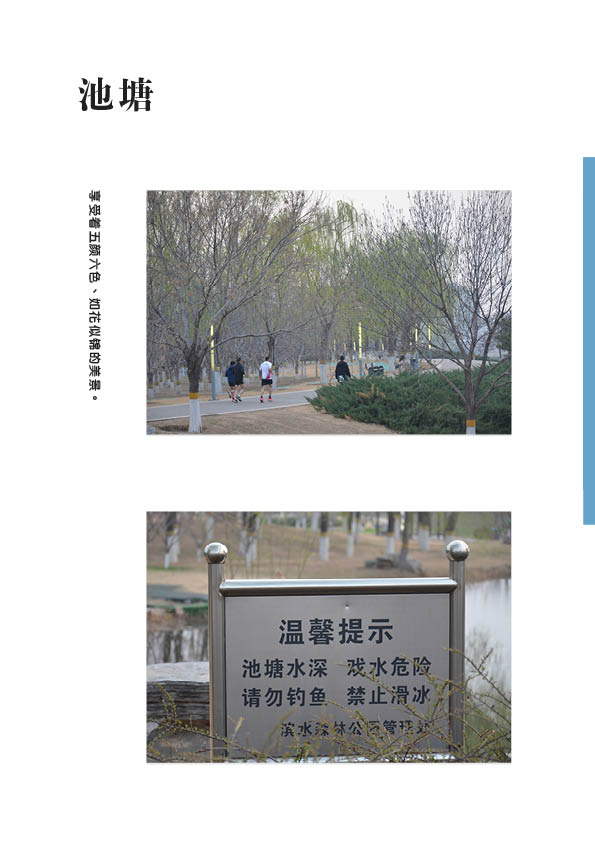 池塘
享受着五颜六色、如花似锦的美景。
温馨提示
池塘水深 戏水危险
请勿钓鱼 禁止滑冰
滨水森林公园管理处